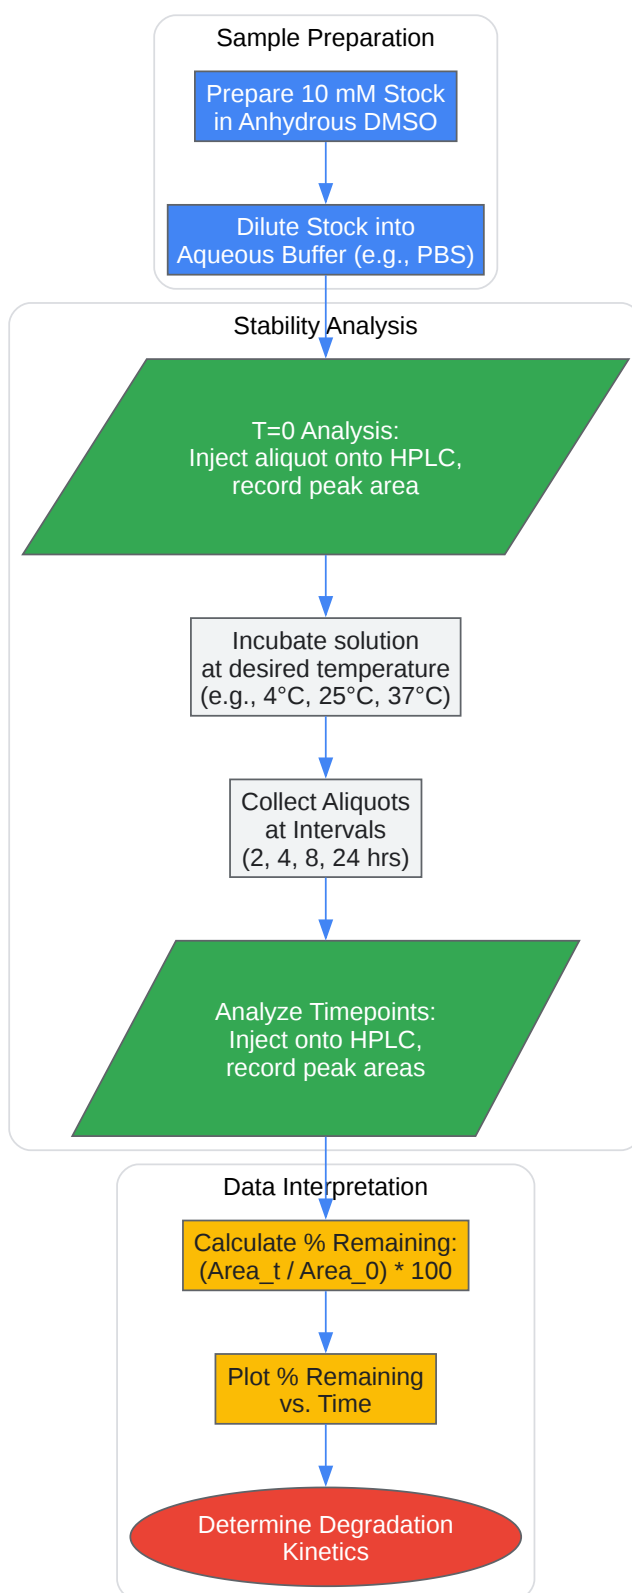 Sample Preparation
Prepare 10 mM Stock
in Anhydrous DMSO
Dilute Stock into
Aqueous Buffer (e.g., PBS)
Stability Analysis
T=0 Analysis:
Inject aliquot onto HPLC,
record peak area
Incubate solution
at desired temperature
(e.g., 4°C, 25°C, 37°C)
Collect Aliquots
at Intervals
(2, 4, 8, 24 hrs)
Analyze Timepoints:
Inject onto HPLC,
record peak areas
Data Interpretation
Calculate % Remaining:
(Area_t / Area_0) * 100
Plot % Remaining
vs. Time
Determine Degradation
Kinetics